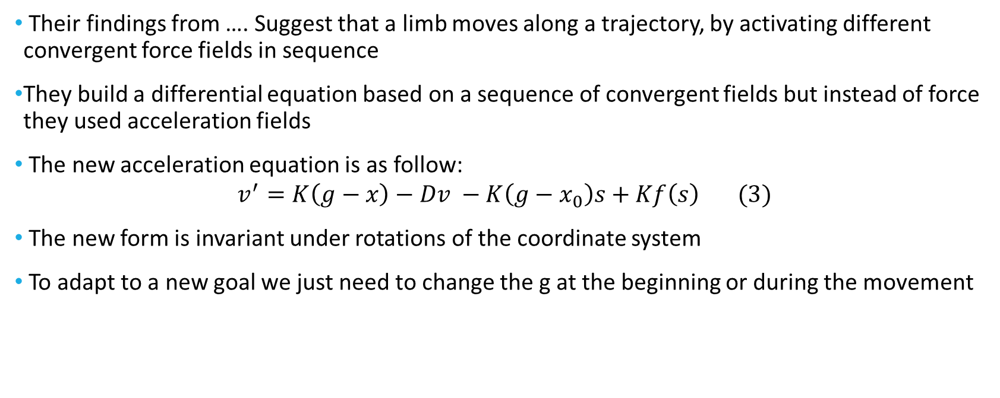 • Their findings from .... Suggest that a limb moves along a trajectory, by activating different
convergent force fields in sequence
•They build a differential equation based on a sequence of convergent fields but instead of force
they used acceleration fields
• The new acceleration equation is as follow:
v′ = K(g − x) − Dv − K(g − x₀)s + Kf(s) (3)
• The new form is invariant under rotations of the coordinate system
• To adapt to a new goal we just need to change the g at the beginning or during the movement